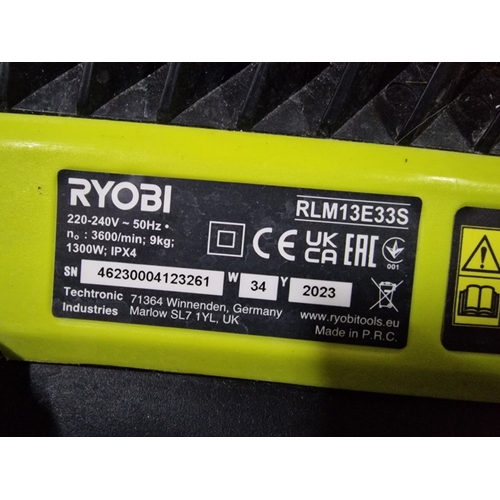 RYOBI
RLM13E33S
220-240V ~ 50Hz •
n₀ : 3600/min; 9kg;
1300W; IPX4
CE UK CA EAC
001
SN 46230004123261 W 34 Y 2023
Techtronic Industries
71364 Winnenden, Germany
Marlow SL7 1YL, UK
www.ryobitools.eu
Made in P.R.C.